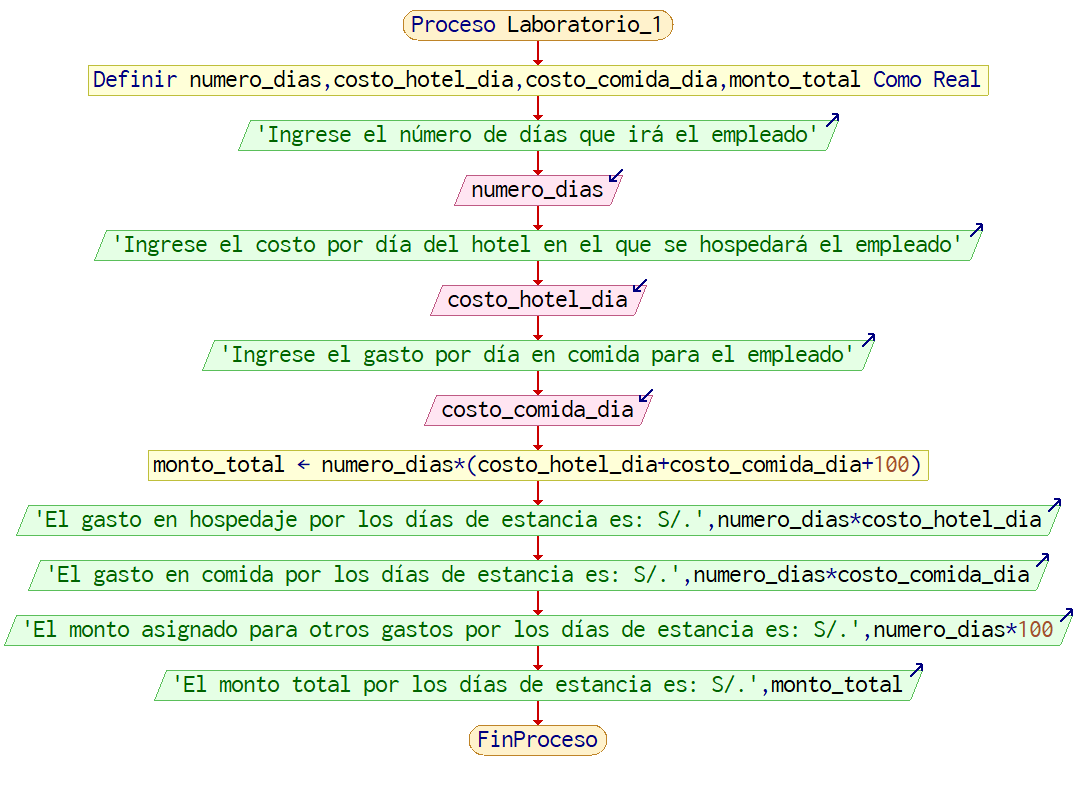 Proceso Laboratorio_1
Definir numero_dias,costo_hotel_dia,costo_comida_dia,monto_total Como Real
'Ingrese el número de días que irá el empleado'
numero_dias
'Ingrese el costo por día del hotel en el que se hospedará el empleado'
costo_hotel_dia
'Ingrese el gasto por día en comida para el empleado'
costo_comida_dia
monto_total ← numero_dias*(costo_hotel_dia+costo_comida_dia+100)
'El gasto en hospedaje por los días de estancia es: S/.',numero_dias*costo_hotel_dia
'El gasto en comida por los días de estancia es: S/.',numero_dias*costo_comida_dia
'El monto asignado para otros gastos por los días de estancia es: S/.',numero_dias*100
'El monto total por los días de estancia es: S/.',monto_total
FinProceso